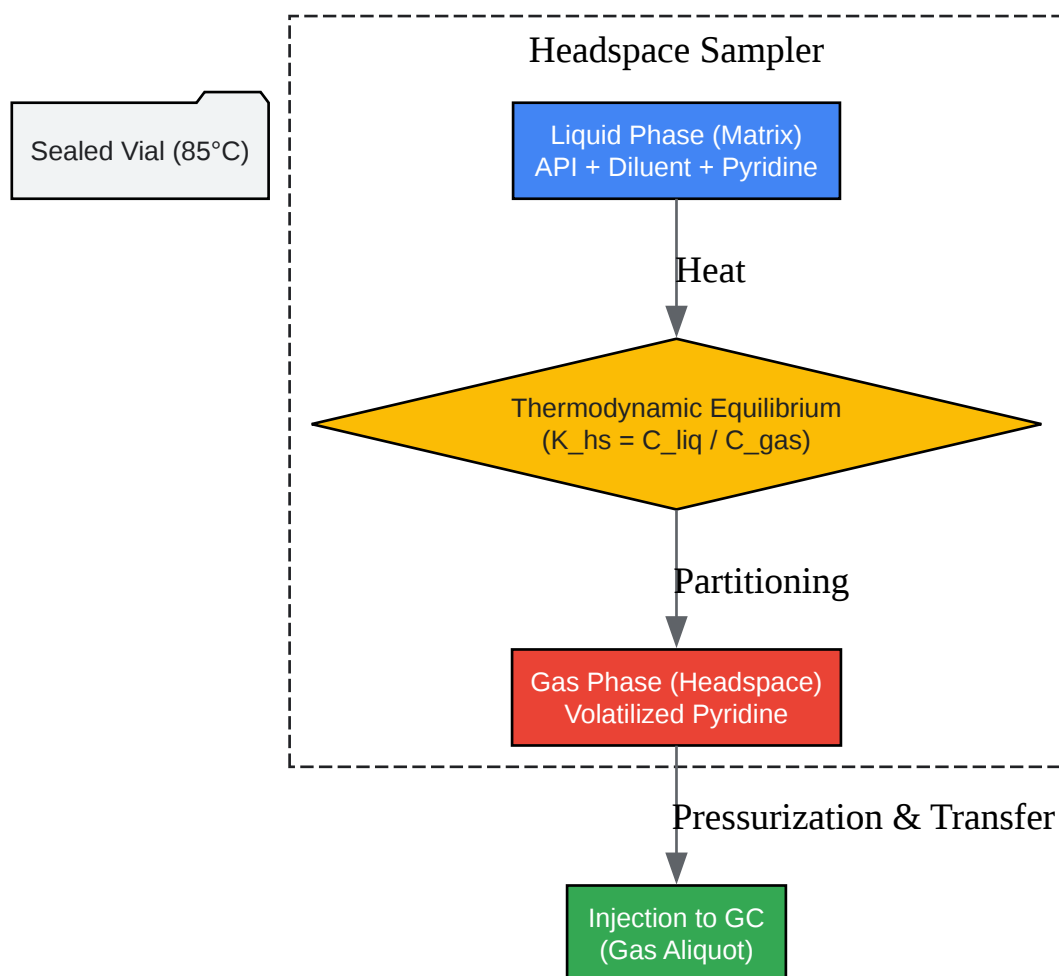 Headspace Sampler
Sealed Vial (85°C)
Liquid Phase (Matrix)
API + Diluent + Pyridine
Heat
Thermodynamic Equilibrium
(K_hs = C_liq / C_gas)
Partitioning
Gas Phase (Headspace)
Volatilized Pyridine
Pressurization & Transfer
Injection to GC
(Gas Aliquot)